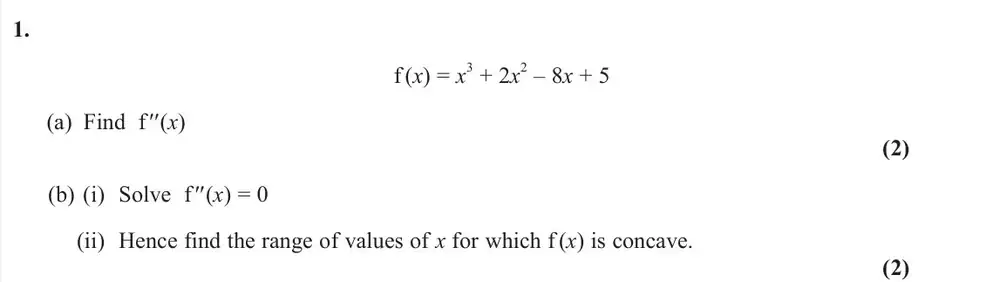 1.
f(x) = x³ + 2x² – 8x + 5
(a) Find f″(x)
(2)
(b) (i) Solve f″(x) = 0
(ii) Hence find the range of values of x for which f(x) is concave.
(2)